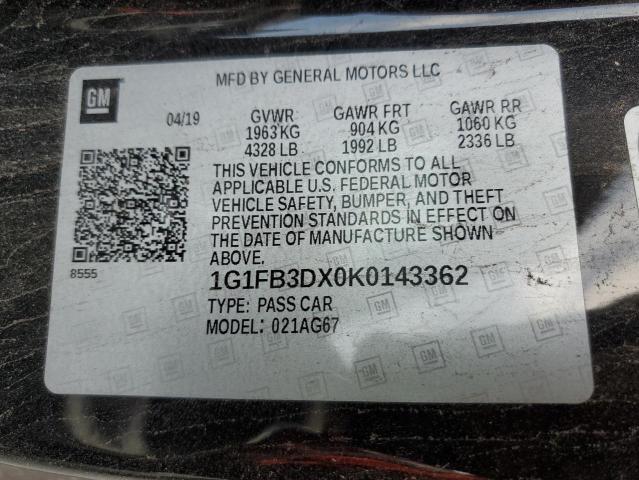 GM
MFD BY GENERAL MOTORS LLC
04/19 GVWR GAWR FRT GAWR RR
1963 KG 904 KG 1060 KG
4328 LB 1992 LB 2336 LB
THIS VEHICLE CONFORMS TO ALL
APPLICABLE U.S. FEDERAL MOTOR
VEHICLE SAFETY, BUMPER, AND THEFT
PREVENTION STANDARDS IN EFFECT ON
THE DATE OF MANUFACTURE SHOWN
ABOVE.
8555
1G1FB3DX0K0143362
TYPE: PASS CAR
MODEL: 021AG67